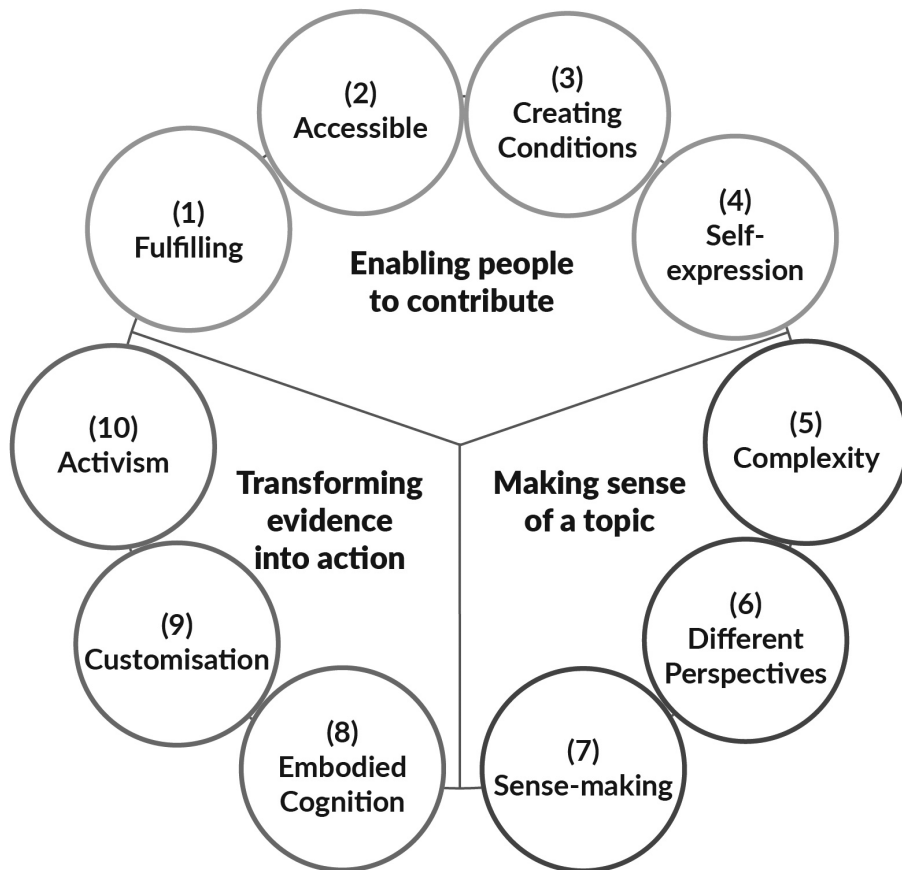 (1)
Fulfilling
(2)
Accessible
(3)
Creating
Conditions
(4)
Self-
expression
Enabling people
to contribute
(5)
Complexity
(6)
Different
Perspectives
(7)
Sense-making
Making sense
of a topic
(8)
Embodied
Cognition
(9)
Customisation
(10)
Activism
Transforming
evidence
into action